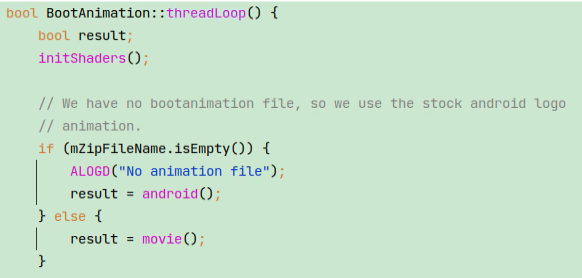 bool BootAnimation::threadLoop() {
    bool result;
    initShaders();

    // We have no bootanimation file, so we use the stock android logo
    // animation.
    if (mZipFileName.isEmpty()) {
        ALOGD("No animation file");
        result = android();
    } else {
        result = movie();
    }